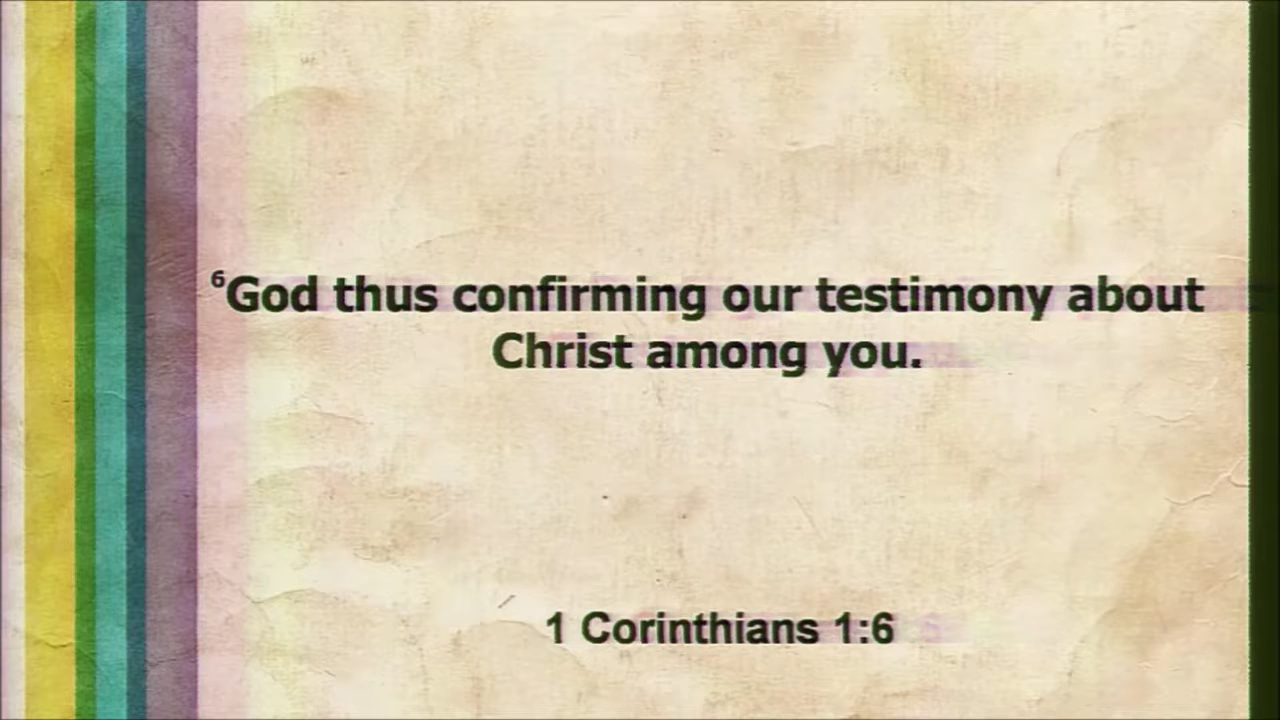 ⁶God thus confirming our testimony about
Christ among you.
1 Corinthians 1:6